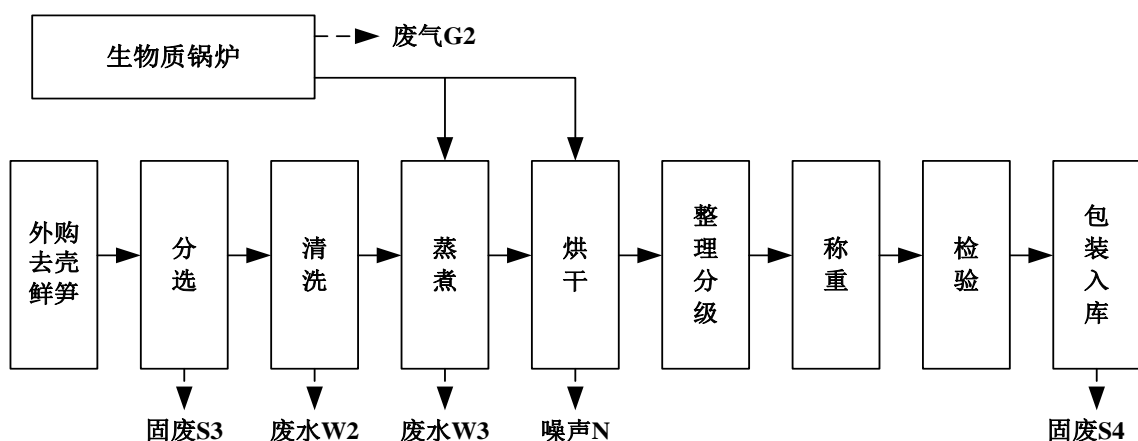 生物质锅炉
废气G2
外购
去壳
鲜笋
分
选
清
洗
蒸
煮
烘
干
整
理
分
级
称
重
检
验
包
装
入
库
固废S3
废水W2
废水W3
噪声N
固废S4